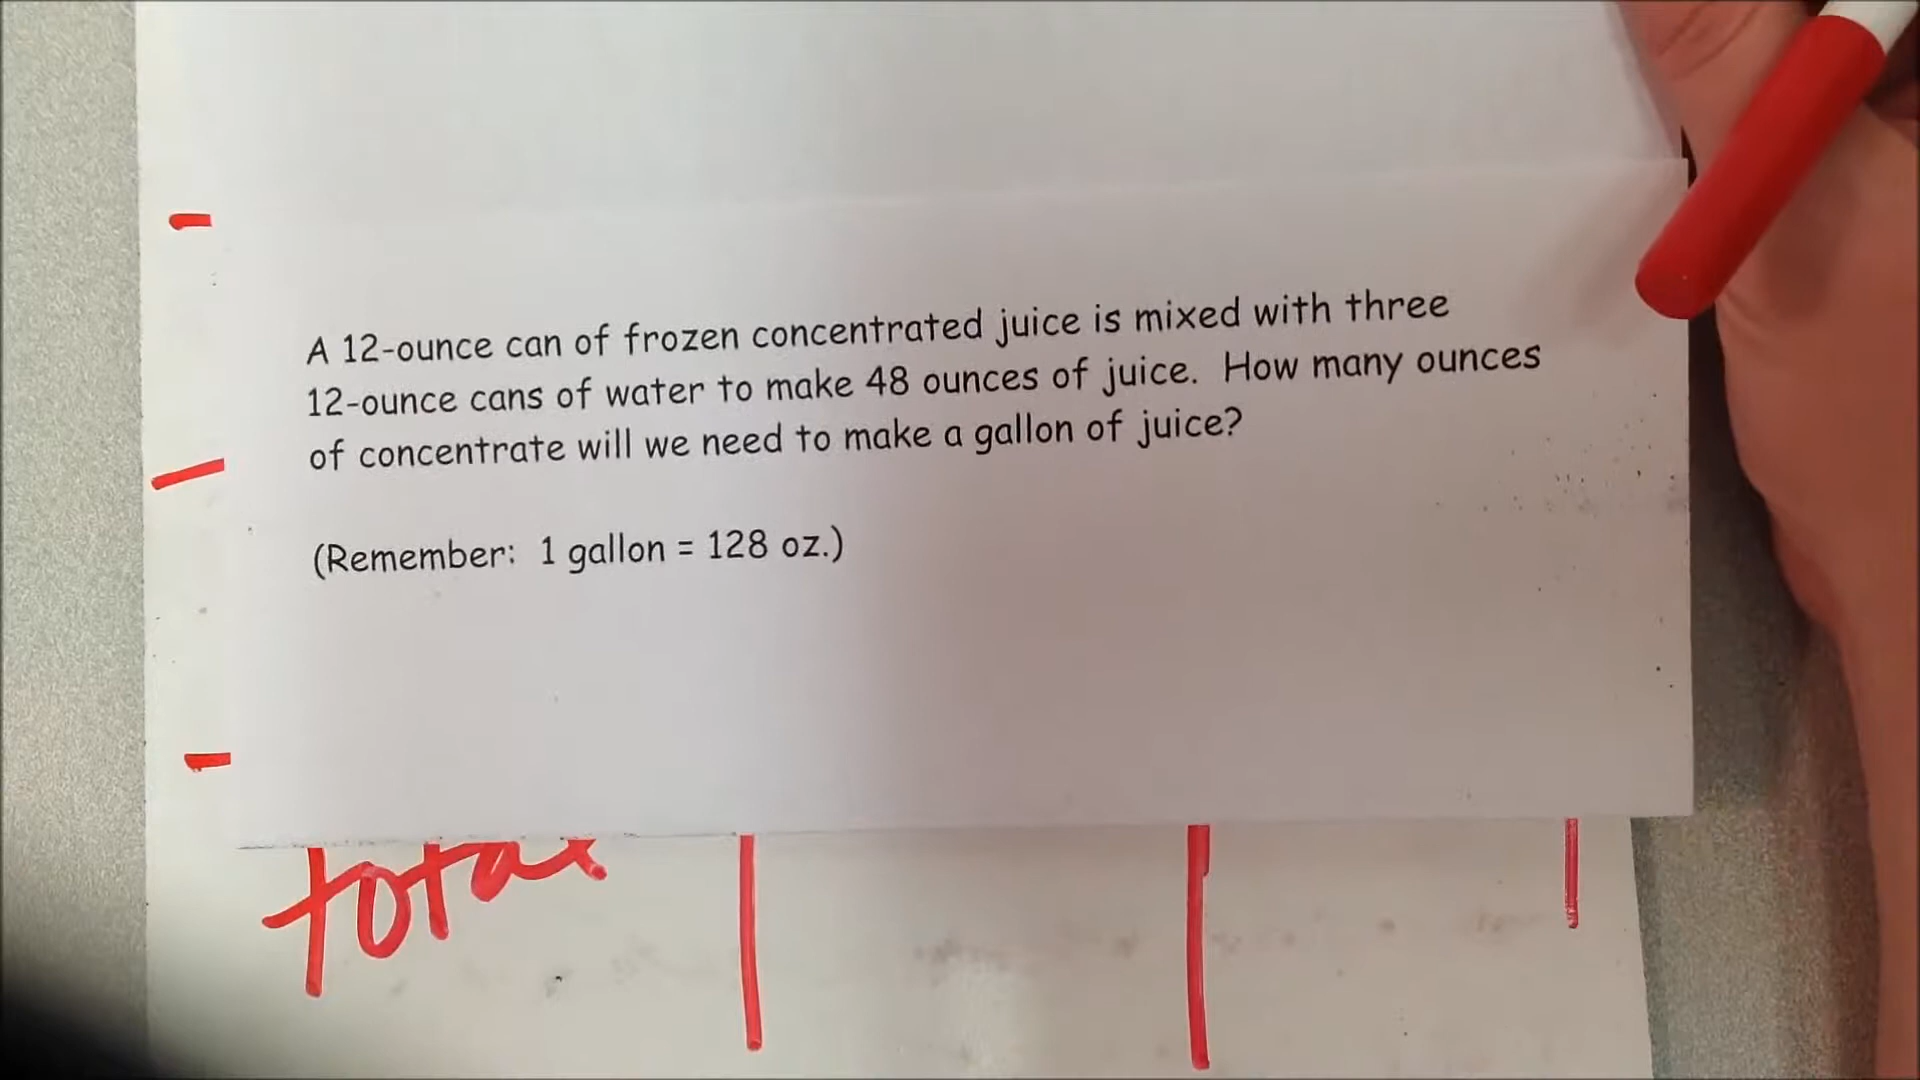 A 12-ounce can of frozen concentrated juice is mixed with three
12-ounce cans of water to make 48 ounces of juice. How many ounces
of concentrate will we need to make a gallon of juice?
(Remember: 1 gallon = 128 oz.)
total